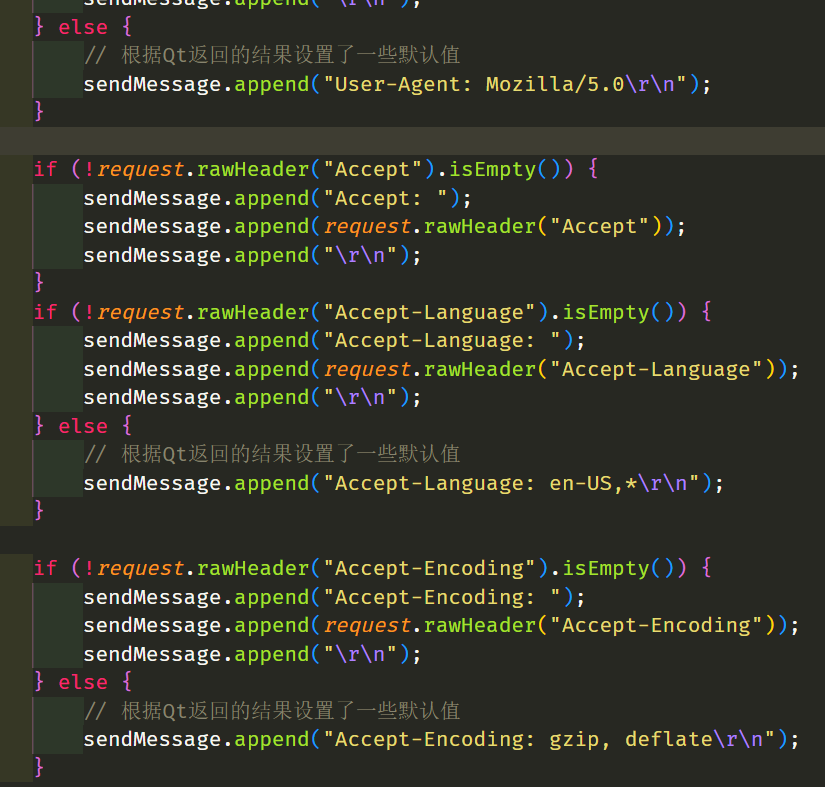 sendMessage.append("\r\n");
} else {
// 根据Qt返回的结果设置了一些默认值
sendMessage.append("User-Agent: Mozilla/5.0\r\n");
}
if (!request.rawHeader("Accept").isEmpty()) {
sendMessage.append("Accept: ");
sendMessage.append(request.rawHeader("Accept"));
sendMessage.append("\r\n");
}
if (!request.rawHeader("Accept-Language").isEmpty()) {
sendMessage.append("Accept-Language: ");
sendMessage.append(request.rawHeader("Accept-Language"));
sendMessage.append("\r\n");
} else {
// 根据Qt返回的结果设置了一些默认值
sendMessage.append("Accept-Language: en-US,*\r\n");
}
if (!request.rawHeader("Accept-Encoding").isEmpty()) {
sendMessage.append("Accept-Encoding: ");
sendMessage.append(request.rawHeader("Accept-Encoding"));
sendMessage.append("\r\n");
} else {
// 根据Qt返回的结果设置了一些默认值
sendMessage.append("Accept-Encoding: gzip, deflate\r\n");
}